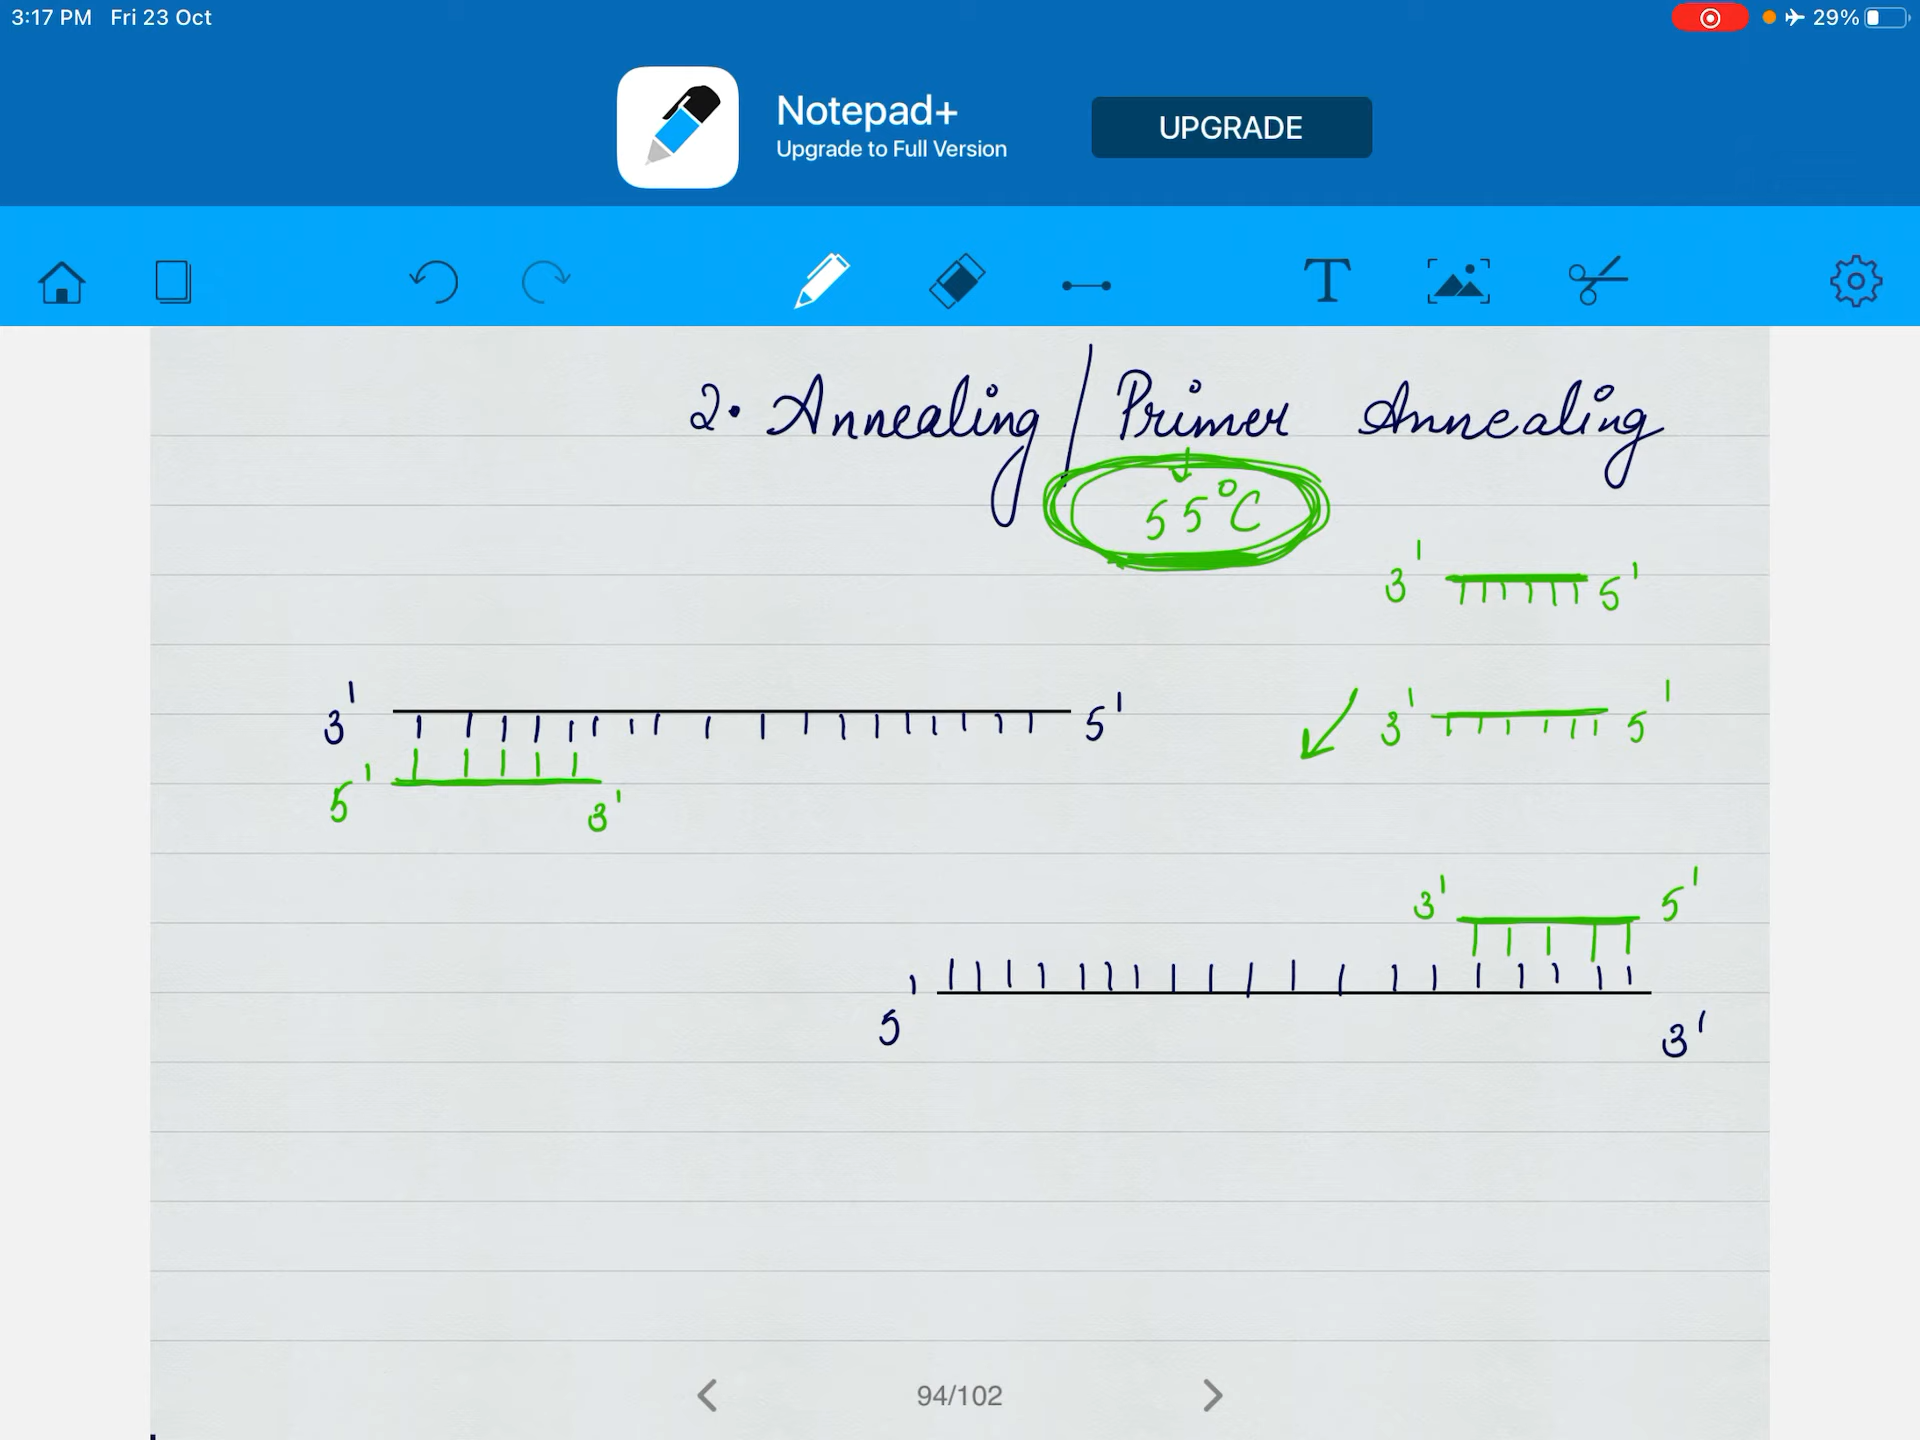 3:17 PM Fri 23 Oct 29%
Notepad+
Upgrade to Full Version
UPGRADE
T
2. Annealing / Primer Annealing
55°C
3' 5'
3' 5'
3' 5'
5' 3'
3' 5'
5' 3'
94/102